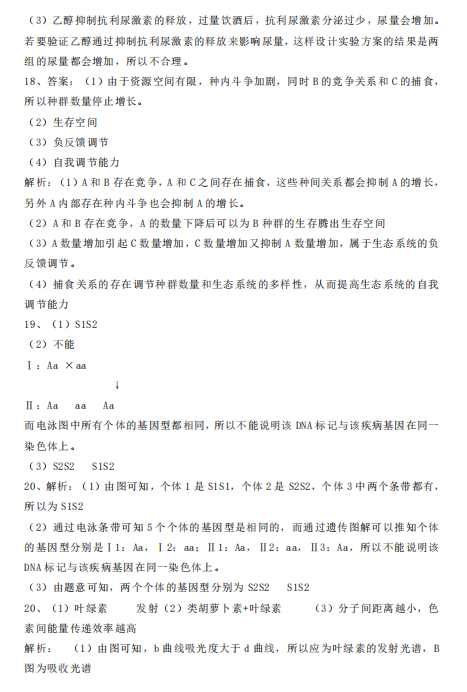 （3）乙醇抑制抗利尿激素的释放，过量饮酒后，抗利尿激素分泌过少，尿量会增加。
若要验证乙醇通过抑制抗利尿激素的释放来影响尿量，这样设计实验方案的结果是两
组的尿量都会增加，所以不合理。
18、答案：（1）由于资源空间有限，种内斗争加剧，同时 B 的竞争关系和 C 的捕食，
所以种群数量停止增长。
（2）生存空间
（3）负反馈调节
（4）自我调节能力
解析：（1）A 和 B 存在竞争，A 和 C 之间存在捕食，这些种间关系都会抑制 A 的增长，
另外 A 内部存在种内斗争也会抑制 A 的增长。
（2）A 和 B 存在竞争，A 的数量下降后可以为 B 种群的生存腾出生存空间
（3）A 数量增加引起 C 数量增加，C 数量增加又抑制 A 数量增加，属于生态系统的负
反馈调节。
（4）捕食关系的存在调节种群数量和生态系统的多样性，从而提高生态系统的自我
调节能力
19、（1）S1S2
（2）不能
Ⅰ：Aa ×aa
↓
Ⅱ：Aa aa Aa
而电泳图中所有个体的基因型都相同，所以不能说明该 DNA 标记与该疾病基因在同一
染色体上。
（3）S2S2 S1S2
20、解析：（1）由图可知，个体 1 是 S1S1，个体 2 是 S2S2，个体 3 中两个条带都有，
所以为 S1S2
（2）通过电泳条带可知 5 个个体的基因型是相同的，而通过遗传图解可以推知个体
的基因型分别是Ⅰ1：Aa，Ⅰ2：aa；Ⅱ1：Aa，Ⅱ2：aa，Ⅱ3：Aa，所以不能说明该
DNA 标记与该疾病基因在同一染色体上。
（3）由题意可知，两个个体的基因型分别为 S2S2 S1S2
20、（1）叶绿素 发射（2）类胡萝卜素+叶绿素 （3）分子间距离越小，色
素间能量传递效率越高
解析： （1）由图可知，b 曲线吸光度大于 d 曲线，所以应为叶绿素的发射光谱，B
图为吸收光谱